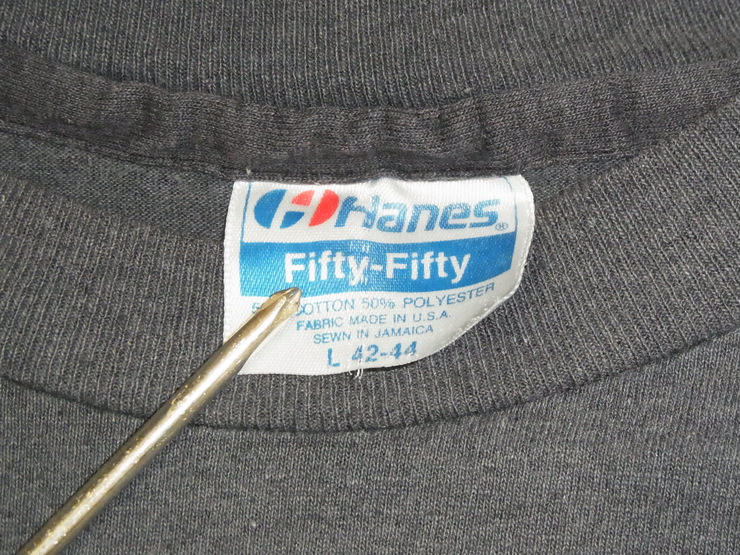 Hanes®
Fifty-Fifty
COTTON 50% POLYESTER
FABRIC MADE IN U.S.A.
SEWN IN JAMAICA
L 42-44